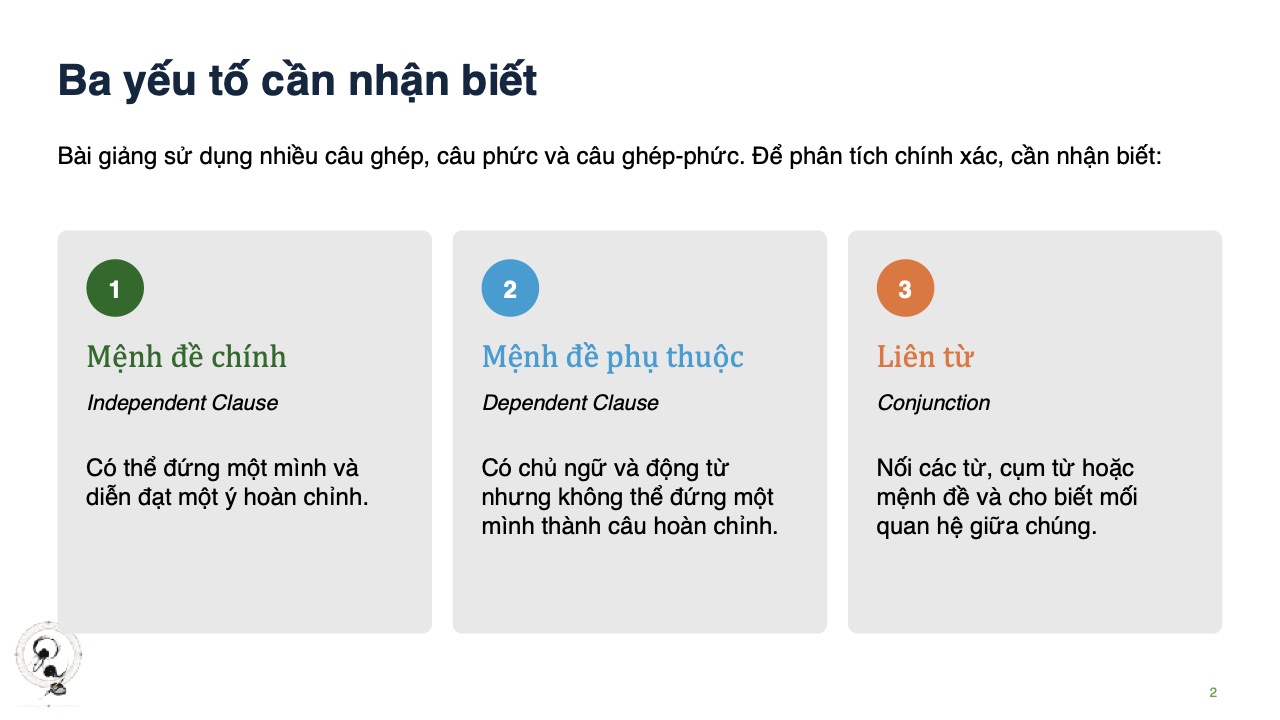 Ba yếu tố cần nhận biết
Bài giảng sử dụng nhiều câu ghép, câu phức và câu ghép-phức. Để phân tích chính xác, cần nhận biết:
1
Mệnh đề chính
Independent Clause
Có thể đứng một mình và
diễn đạt một ý hoàn chỉnh.
2
Mệnh đề phụ thuộc
Dependent Clause
Có chủ ngữ và động từ
nhưng không thể đứng một
mình thành câu hoàn chỉnh.
3
Liên từ
Conjunction
Nối các từ, cụm từ hoặc
mệnh đề và cho biết mối
quan hệ giữa chúng.
2